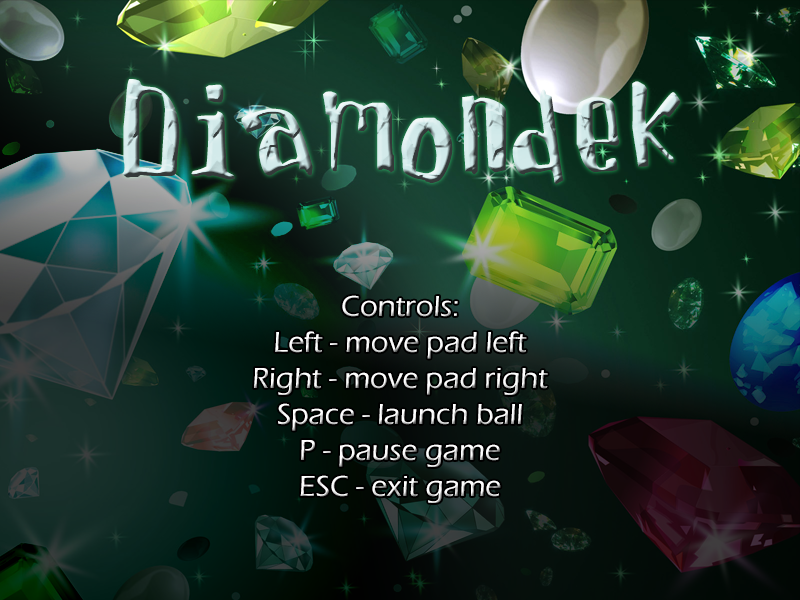 Diamondek
Controls:
Left - move pad left
Right - move pad right
Space - launch ball
P - pause game
ESC - exit game